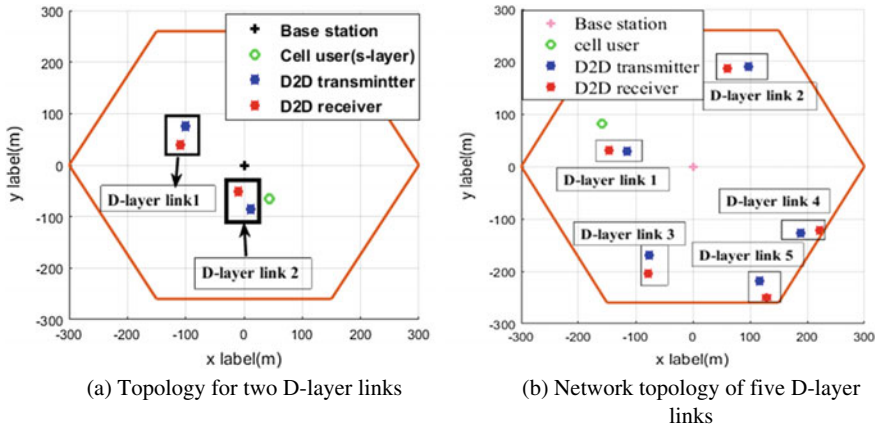 300
200
100
0
-100
-200
-300
-300
-200
-100
0
100
200
300
y label(m)
x label(m)
Base station
Cell user(s-layer)
D2D transmintter
D2D receiver
D-layer link1
D-layer link 2
(a) Topology for two D-layer links
300
200
100
0
-100
-200
-300
-300
-200
-100
0
100
200
300
y label(m)
x label(m)
Base station
cell user
D2D transmitter
D2D receiver
D-layer link 2
D-layer link 1
D-layer link 4
D-layer link 3
D-layer link 5
(b) Network topology of five D-layer
links